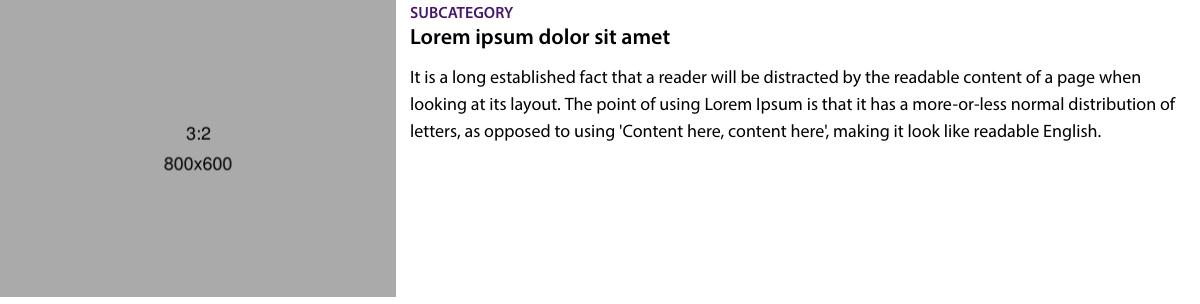 3:2
800x600
SUBCATEGORY
Lorem ipsum dolor sit amet
It is a long established fact that a reader will be distracted by the readable content of a page when
looking at its layout. The point of using Lorem Ipsum is that it has a more-or-less normal distribution of
letters, as opposed to using 'Content here, content here', making it look like readable English.